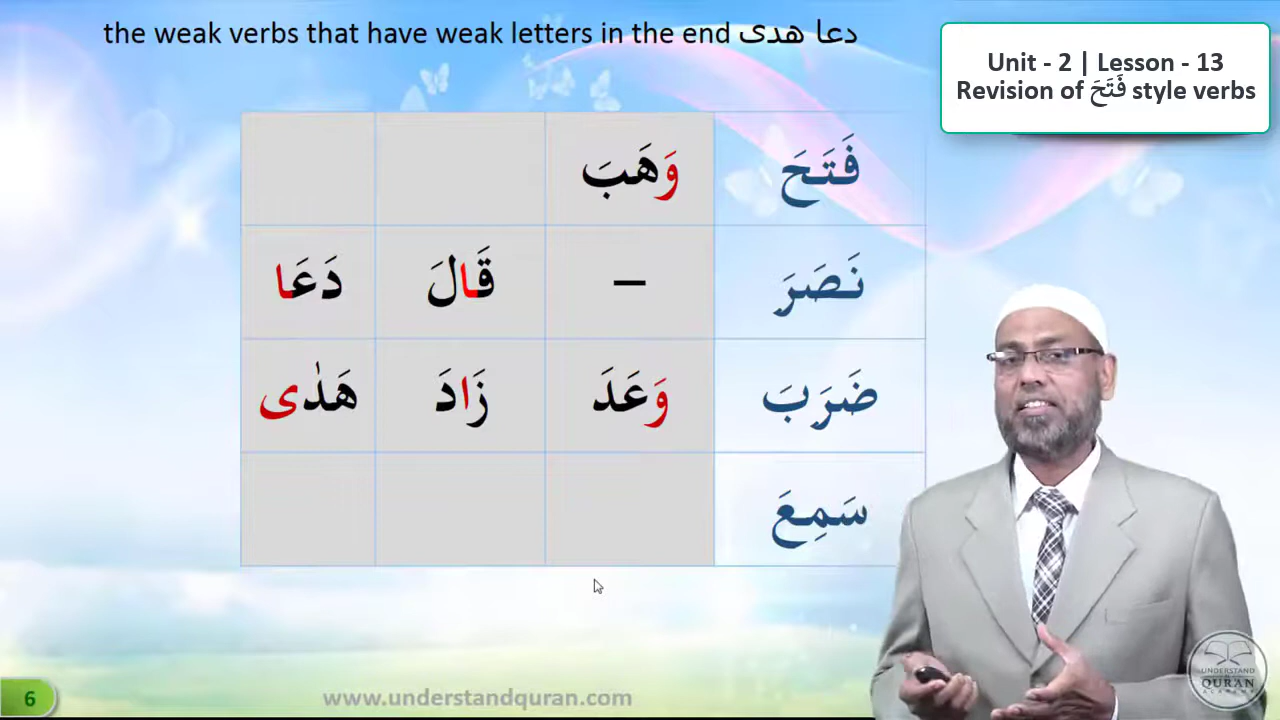 the weak verbs that have weak letters in the end دعا هدى
Unit - 2 | Lesson - 13
Revision of فَتَحَ style verbs
فَتَحَ وَهَبَ
نَصَرَ – قَالَ دَعَا
ضَرَبَ وَعَدَ زَادَ هَدٰى
سَمِعَ
6
www.understandquran.com
UNDERSTAND
QURAN
ACADEMY